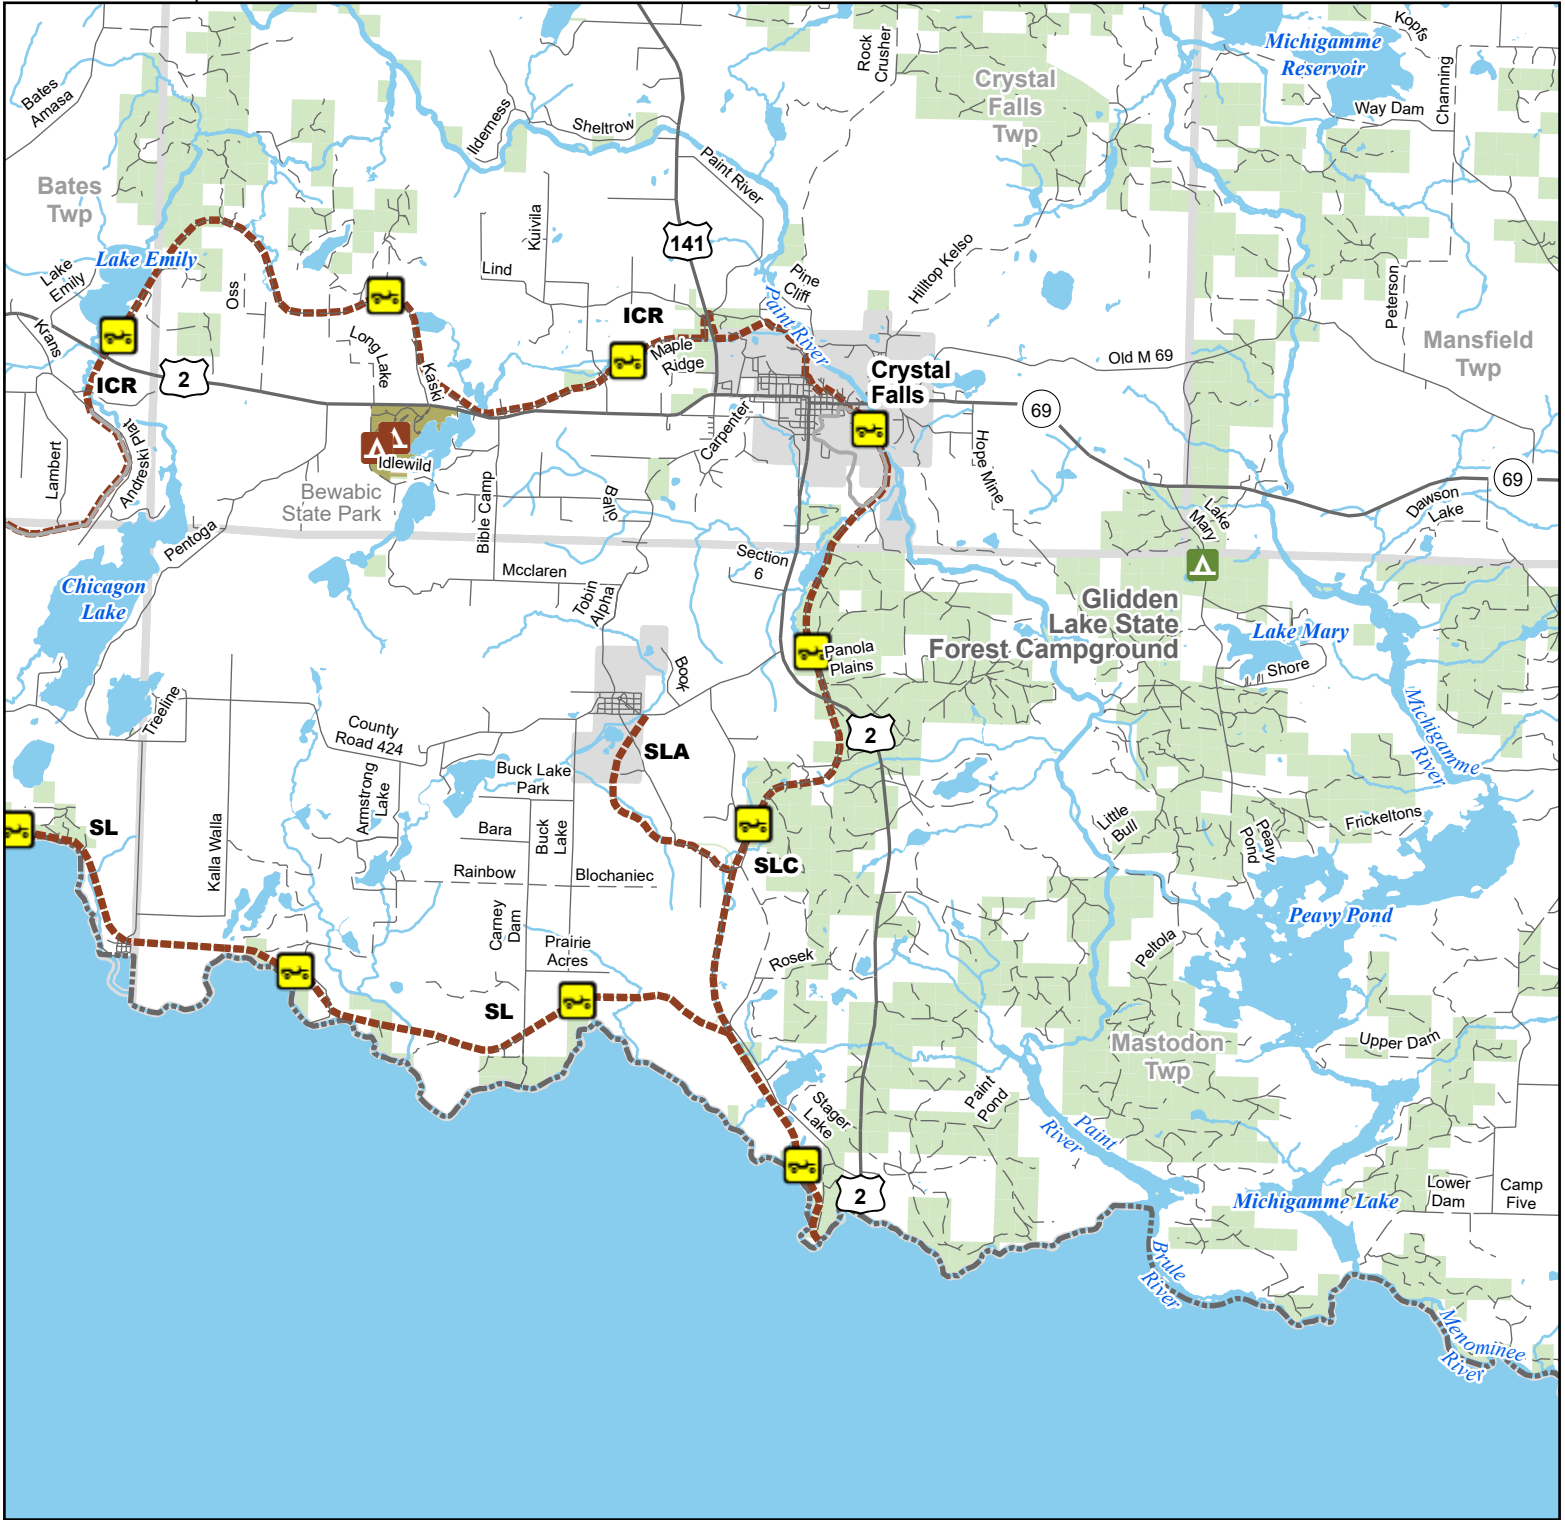 Kopfs
Michigamme
Reservoir
Rock
Crusher
Channing
Way Dam
Crystal
Falls
Twp
Bates
Amasa
Ilderness
Sheltrow
Paint River
Bates
Twp
Kuivila
141
Lind
Hilltop Kelso
Lake Emily
Lake
Emily
Oss
Pine
Cliff
Paint River
Peterson
ICR
Krans
Long Lake
Maple
Ridge
Old M 69
Mansfield
Twp
2
ICR
Kaski
Crystal
Falls
69
Andreski Plat
Lambert
Carpenter
Hope Mine
Idlewild
Bewabic
State Park
Bible Camp
Ballo
69
Dawson
Lake
Lake
Mary
Pentoga
Section
6
Mcclaren
Tobin
Alpha
Chicagon
Lake
Glidden
Lake State
Forest Campground
Lake Mary
Shore
Panola
Plains
Book
Treeline
Michigamme
River
County
Road 424
2
SLA
Buck Lake
Park
Armstrong
Lake
Little
Bull
Peavy
Pond
Frickeltons
SL
Kalla Walla
Bara
Buck
Lake
Rainbow
Blochaniec
SLC
Carney
Dam
Peavy Pond
Prairie
Acres
Rosek
Peltola
SL
Mastodon
Twp
Upper Dam
Paint
Pond
Stager
Lake
Paint
River
2
Michigamme Lake
Lower
Dam
Camp
Five
Brule
River
Menominee
River